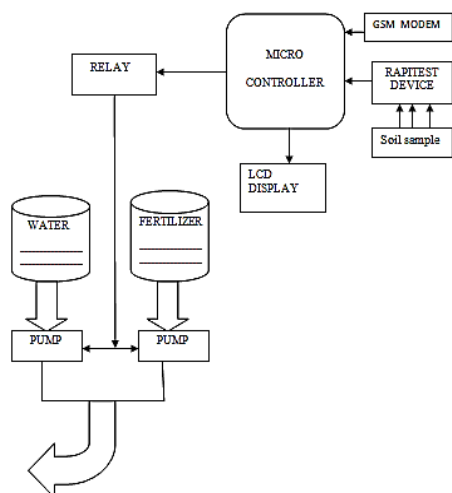 GSM MODEM
MICRO
CONTROLLER
RELAY
RAPITEST
DEVICE
Soil sample
LCD
DISPLAY
WATER
FERTILIZER
PUMP
PUMP